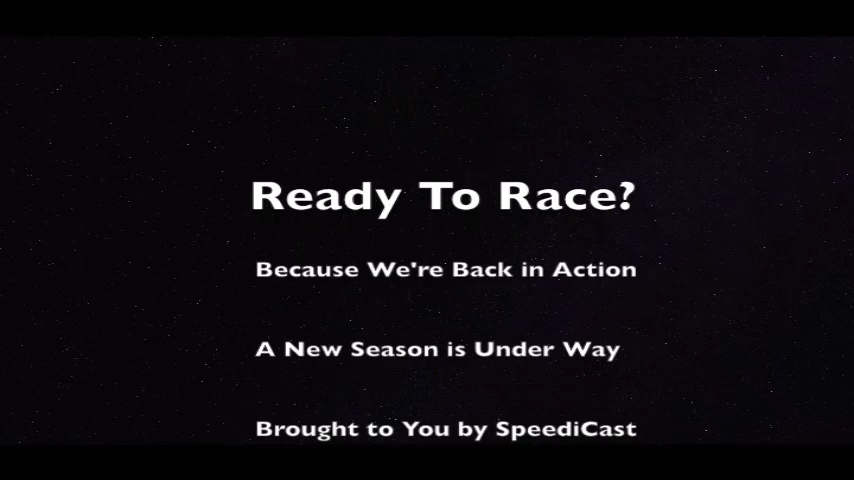 Ready To Race?
Because We're Back in Action
A New Season is Under Way
Brought to You by SpeediCast